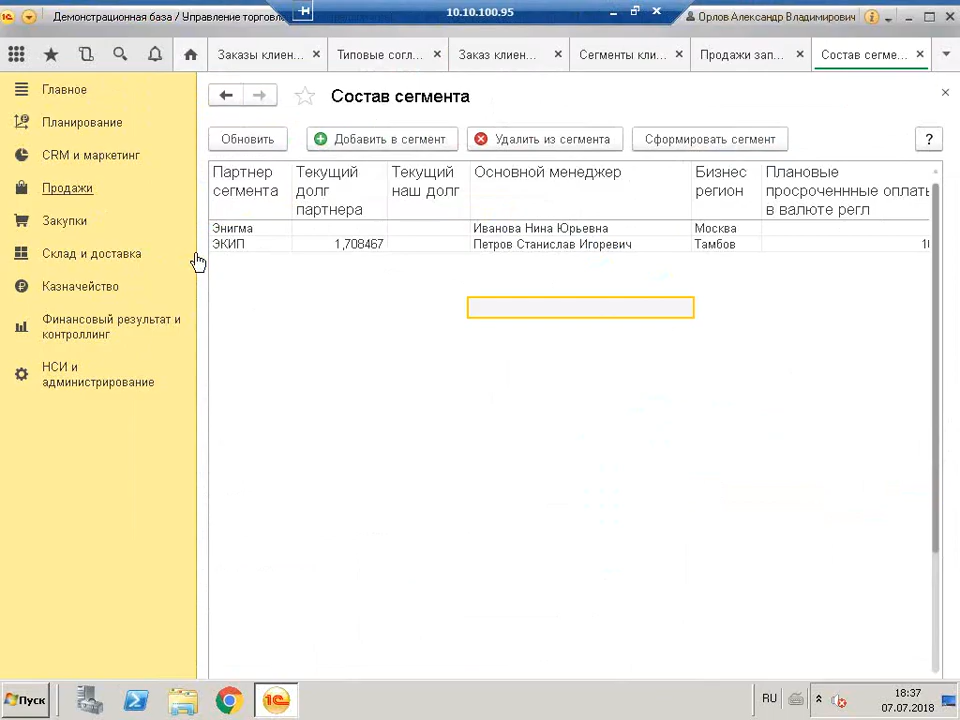 10.10.100.95
Демонстрационная база / Управление торговл
Орлов Александр Владимирович
Заказы клиен...
Типовые согл...
Заказ клиен...
Сегменты кли...
Продажи зап...
Состав сегме...
Главное
Планирование
CRM и маркетинг
Продажи
Закупки
Склад и доставка
Казначейство
Финансовый результат и
контроллинг
НСИ и
администрирование
Состав сегмента
Обновить
Добавить в сегмент
Удалить из сегмента
Сформировать сегмент
?
Партнер
сегмента
Текущий
долг
партнера
Текущий
наш долг
Основной менеджер
Бизнес
регион
Плановые
просроченнные оплаты
в валюте регл
Энигма Иванова Нина Юрьевна Москва
ЭКИП 1,708467 Петров Станислав Игоревич Тамбов
Пуск
RU
18:37
07.07.2018